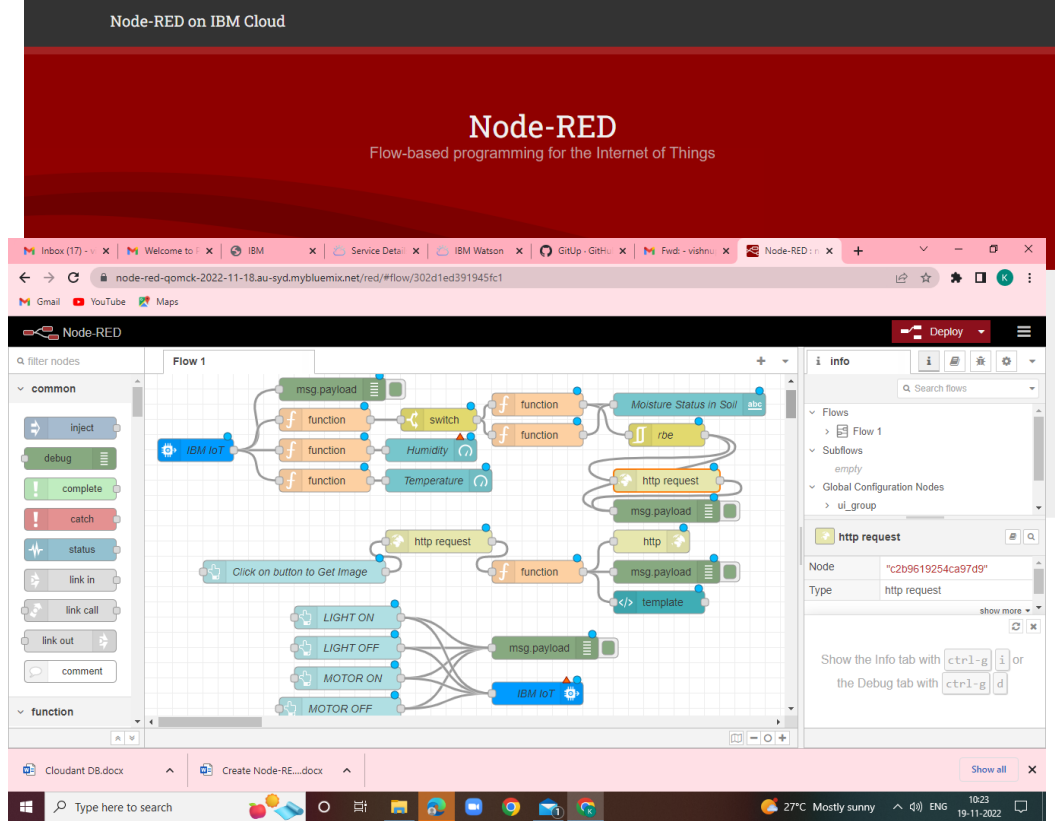 Node-RED on IBM Cloud
Node-RED
Flow-based programming for the Internet of Things
Inbox (17) - v
Welcome to
IBM
Service Detail
IBM Watson
GitUp · GitHu
Fwd: - vishnu
Node-RED : n
node-red-qomck-2022-11-18.au-syd.mybluemix.net/red/#flow/302d1ed391945fc1
K
Gmail
YouTube
Maps
Node-RED
Deploy
filter nodes
Flow 1
i info
i
common
inject
debug
complete
catch
status
link in
link call
link out
comment
function
msg.payload
function
switch
function
Moisture Status in Soil
abc
function
rbe
IBM IoT
function
Humidity
function
Temperature
http request
msg.payload
http request
http
Click on button to Get Image
function
msg.payload
template
LIGHT ON
LIGHT OFF
msg.payload
MOTOR ON
IBM IoT
MOTOR OFF
Search flows
Flows
Flow 1
Subflows
empty
Global Configuration Nodes
ui_group
http request
Node "c2b9619254ca97d9"
Type http request
show more
Show the Info tab with ctrl-g i or
the Debug tab with ctrl-g d
Cloudant DB.docx
Create Node-RE....docx
Show all
Type here to search
27°C Mostly sunny
ENG
10:23
19-11-2022